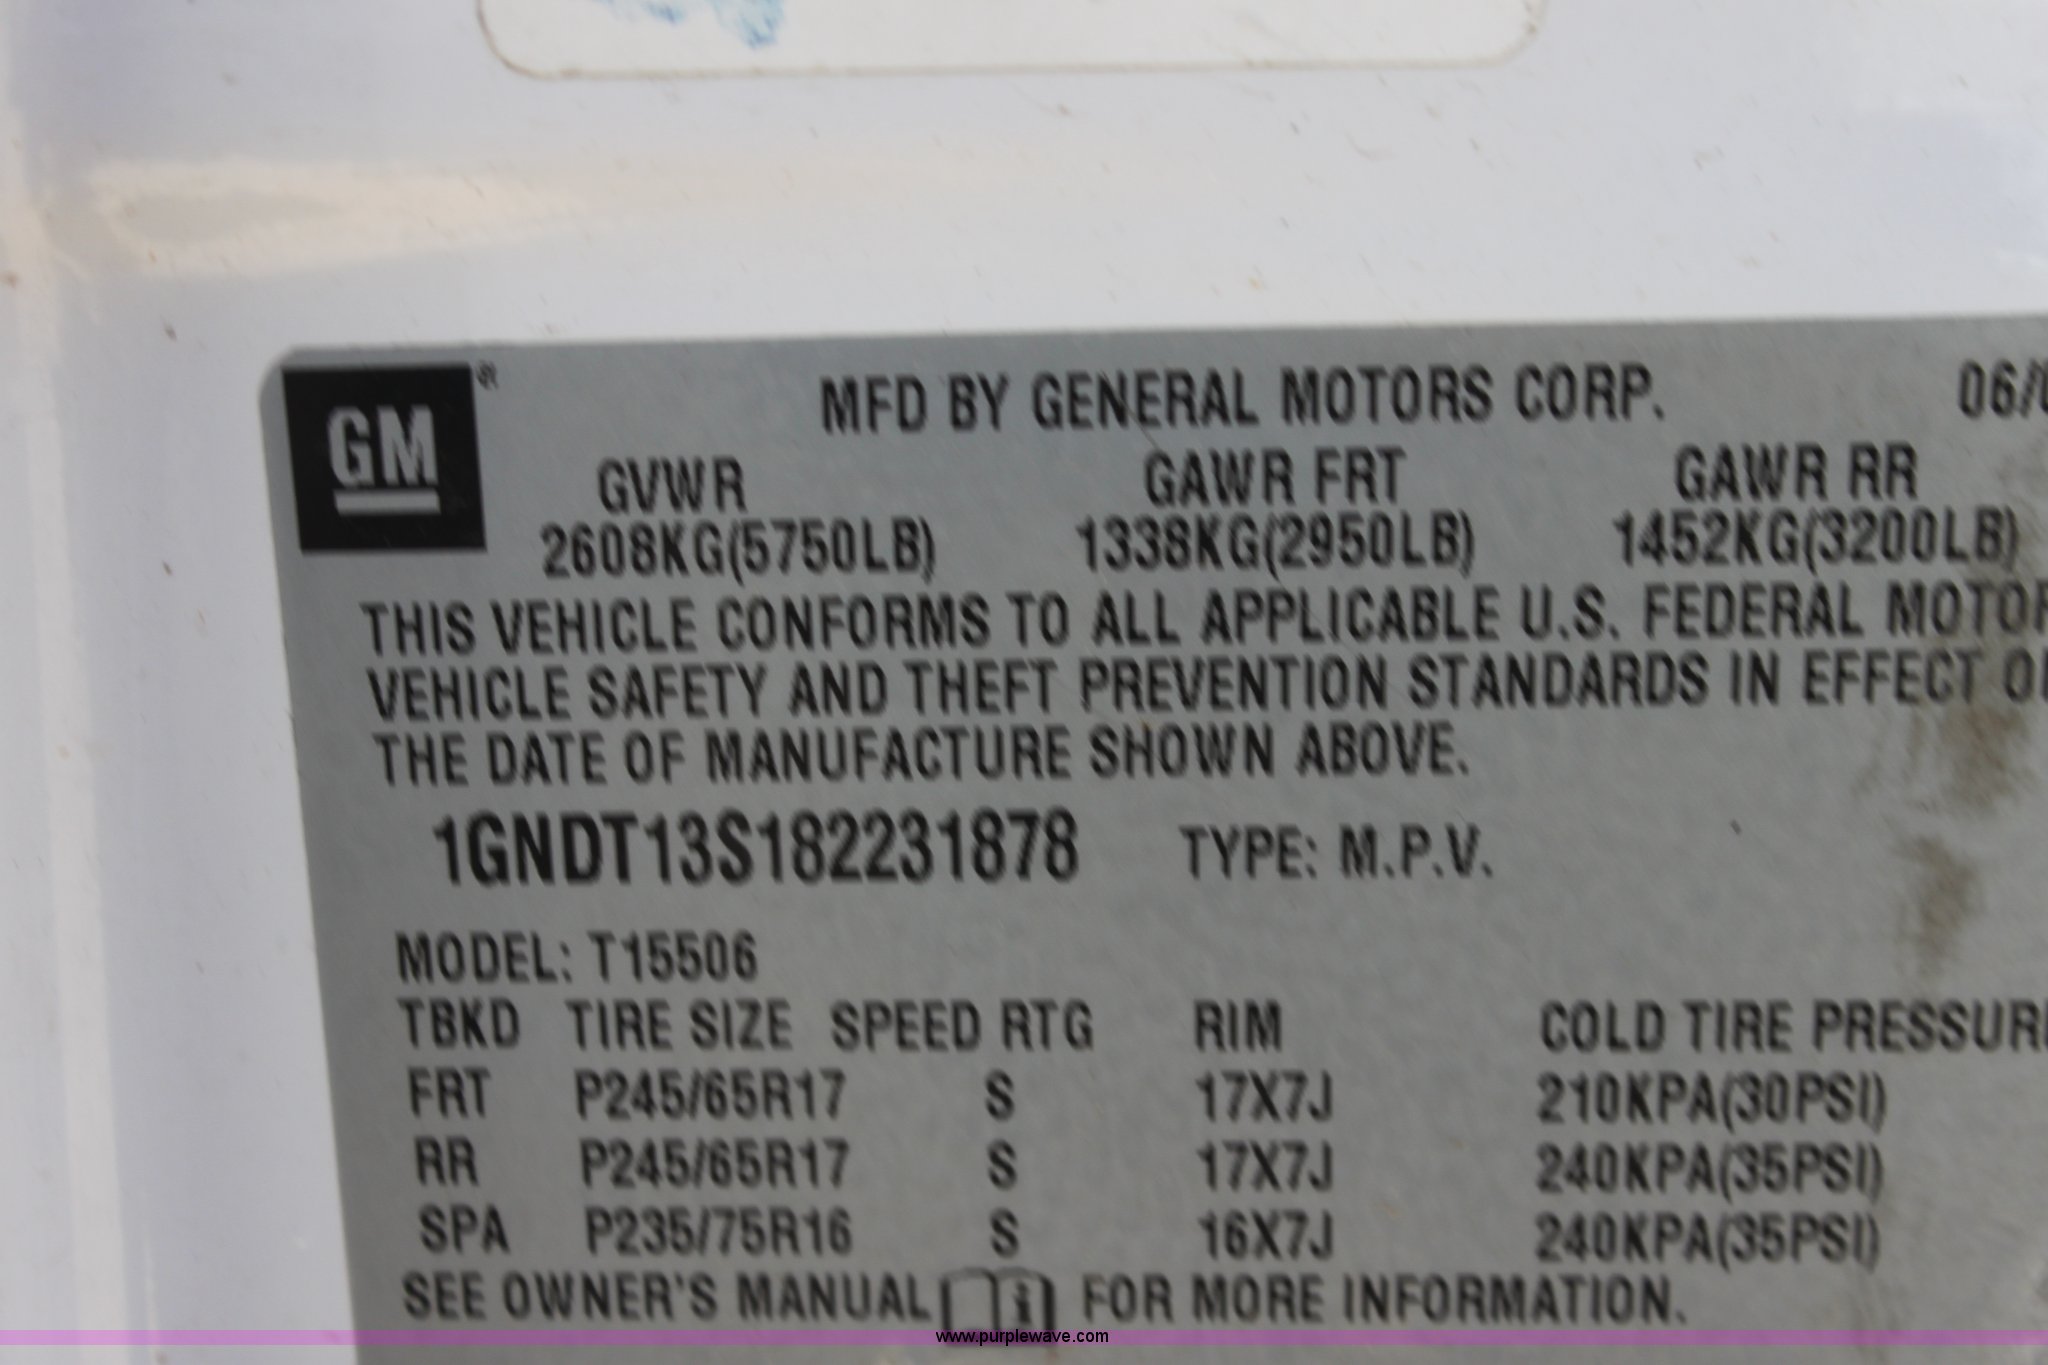 GM
MFD BY GENERAL MOTORS CORP. 06/0
GVWR GAWR FRT GAWR RR
2608KG(5750LB) 1338KG(2950LB) 1452KG(3200LB)
THIS VEHICLE CONFORMS TO ALL APPLICABLE U.S. FEDERAL MOTOR
VEHICLE SAFETY AND THEFT PREVENTION STANDARDS IN EFFECT
THE DATE OF MANUFACTURE SHOWN ABOVE.
1GNDT13S182231878 TYPE: M.P.V.
MODEL: T15506
TBKD TIRE SIZE SPEED RTG RIM COLD TIRE PRESSURE
FRT P245/65R17 S 17X7J 210KPA(30PSI)
RR P245/65R17 S 17X7J 240KPA(35PSI)
SPA P235/75R16 S 16X7J 240KPA(35PSI)
SEE OWNER'S MANUAL i FOR MORE INFORMATION.
www.purplewave.com